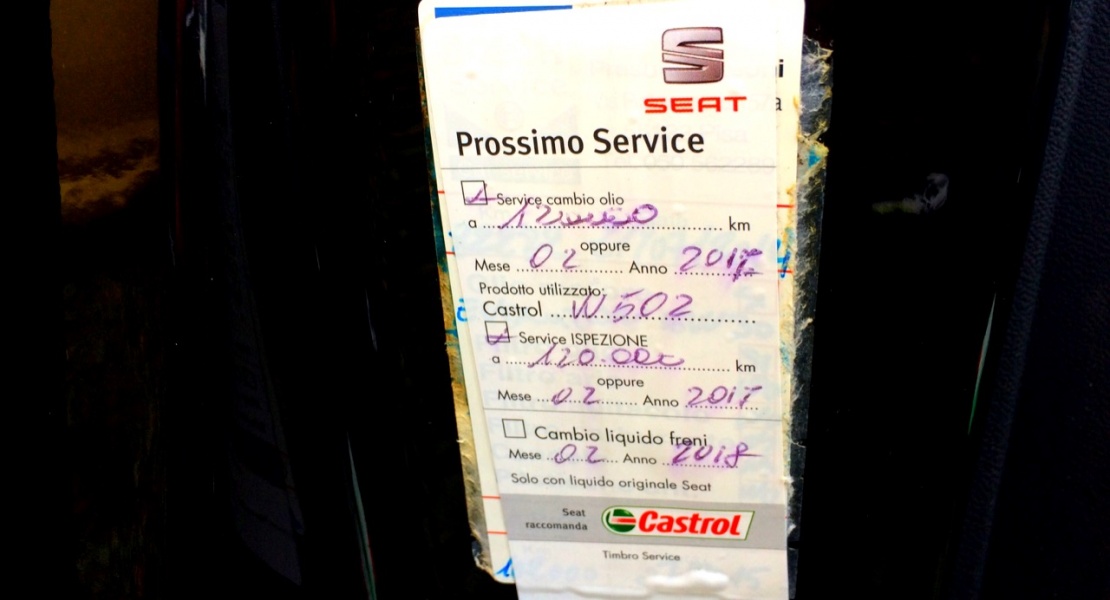 SEAT
Prossimo Service
Service cambio olio
a ........ km
oppure
Mese 02 Anno 2017
Prodotto utilizzato:
Castrol W 502
Service ISPEZIONE
a 120.000 km
oppure
Mese 02 Anno 2017
Cambio liquido freni
Mese 02 Anno 2018
Solo con liquido originale Seat
Seat
raccomanda
Castrol
Timbro Service